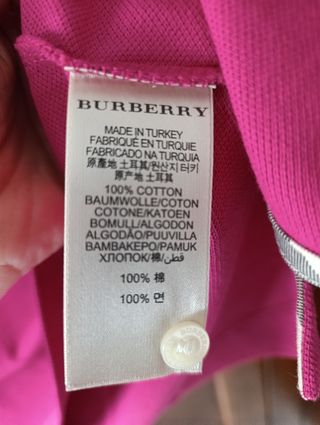 BURBERRY
MADE IN TURKEY
FABRIQUÉ EN TURQUIE
FABRICADO NA TURQUIA
原產地 土耳其/원산지 터키
原产地 土耳其
100% COTTON
BAUMWOLLE/COTON
COTONE/KATOEN
BOMULL/ALGODON
ALGODÃO/PUUVILLA
ΒΑΜΒΑΚΕΡΟ/PAMUK
ХЛОПОК/棉/قطن
100% 棉
100% 면